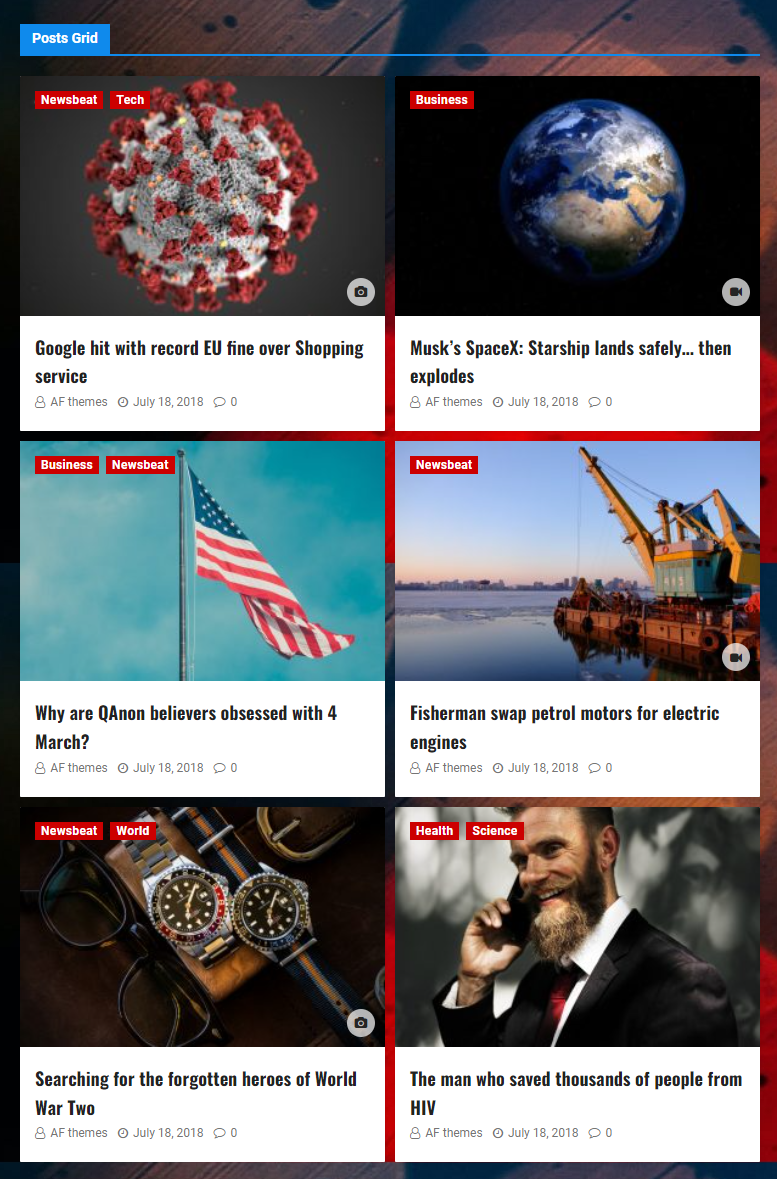 Posts Grid
Newsbeat Tech
Google hit with record EU fine over Shopping
service
AF themes July 18, 2018 0
Business
Musk’s SpaceX: Starship lands safely… then
explodes
AF themes July 18, 2018 0
Business Newsbeat
Why are QAnon believers obsessed with 4
March?
AF themes July 18, 2018 0
Newsbeat
Fisherman swap petrol motors for electric
engines
AF themes July 18, 2018 0
Newsbeat World
Searching for the forgotten heroes of World
War Two
AF themes July 18, 2018 0
Health Science
The man who saved thousands of people from
HIV
AF themes July 18, 2018 0